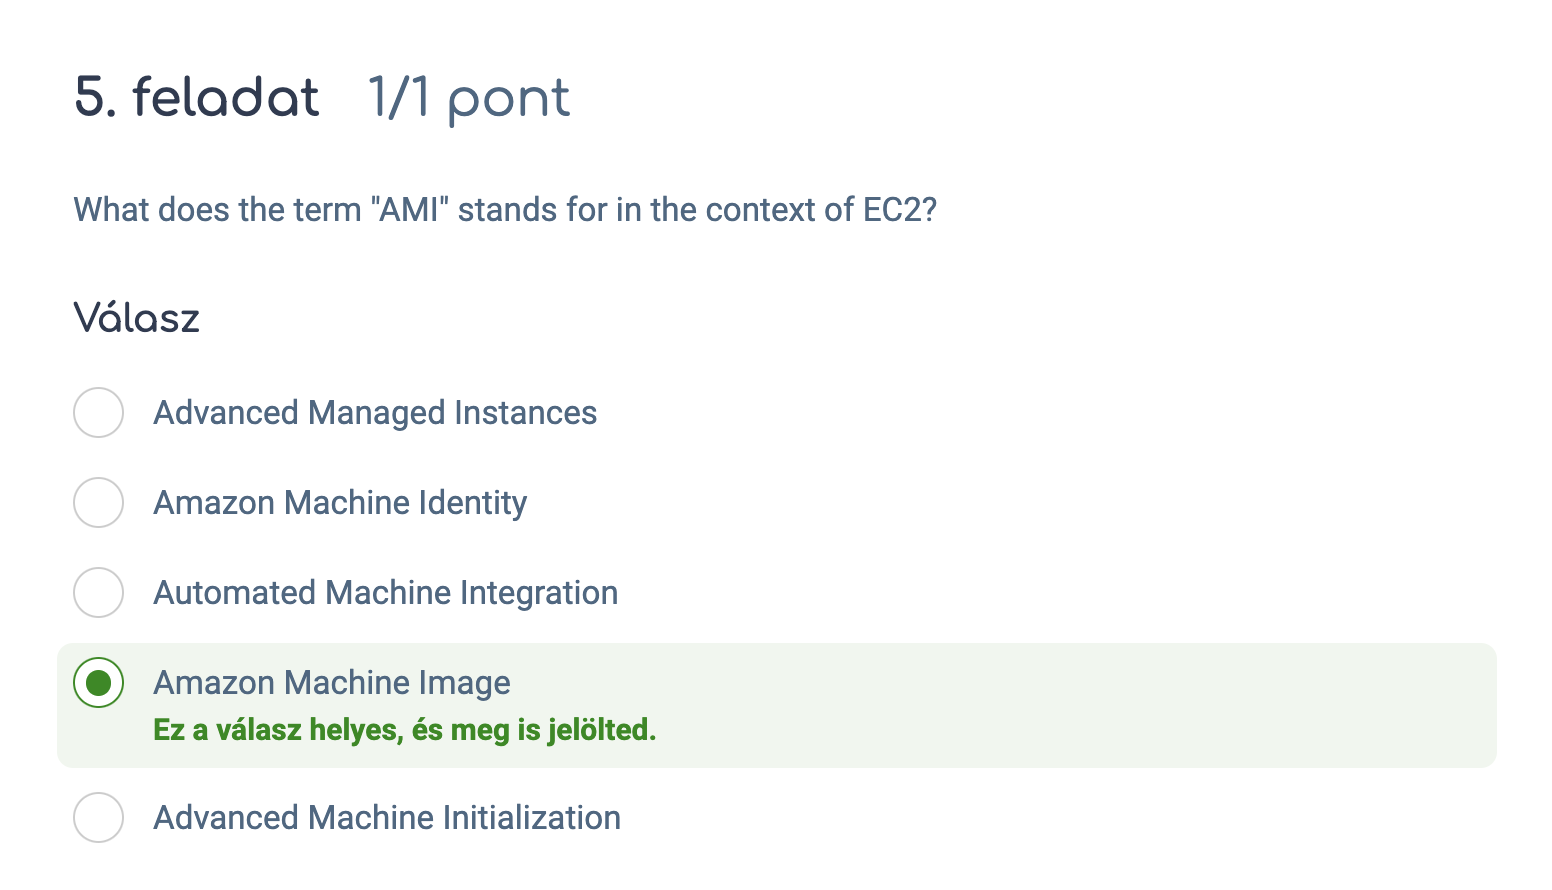 5. feladat 1/1 pont
What does the term "AMI" stands for in the context of EC2?
Válasz
Advanced Managed Instances
Amazon Machine Identity
Automated Machine Integration
Amazon Machine Image
Ez a válasz helyes, és meg is jelölted.
Advanced Machine Initialization